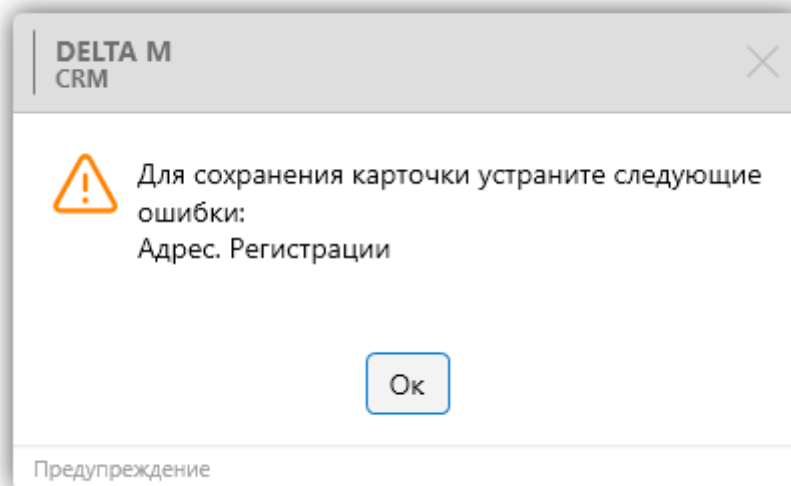 DELTA M
CRM
Для сохранения карточки устраните следующие
ошибки:
Адрес. Регистрации
Ок
Предупреждение